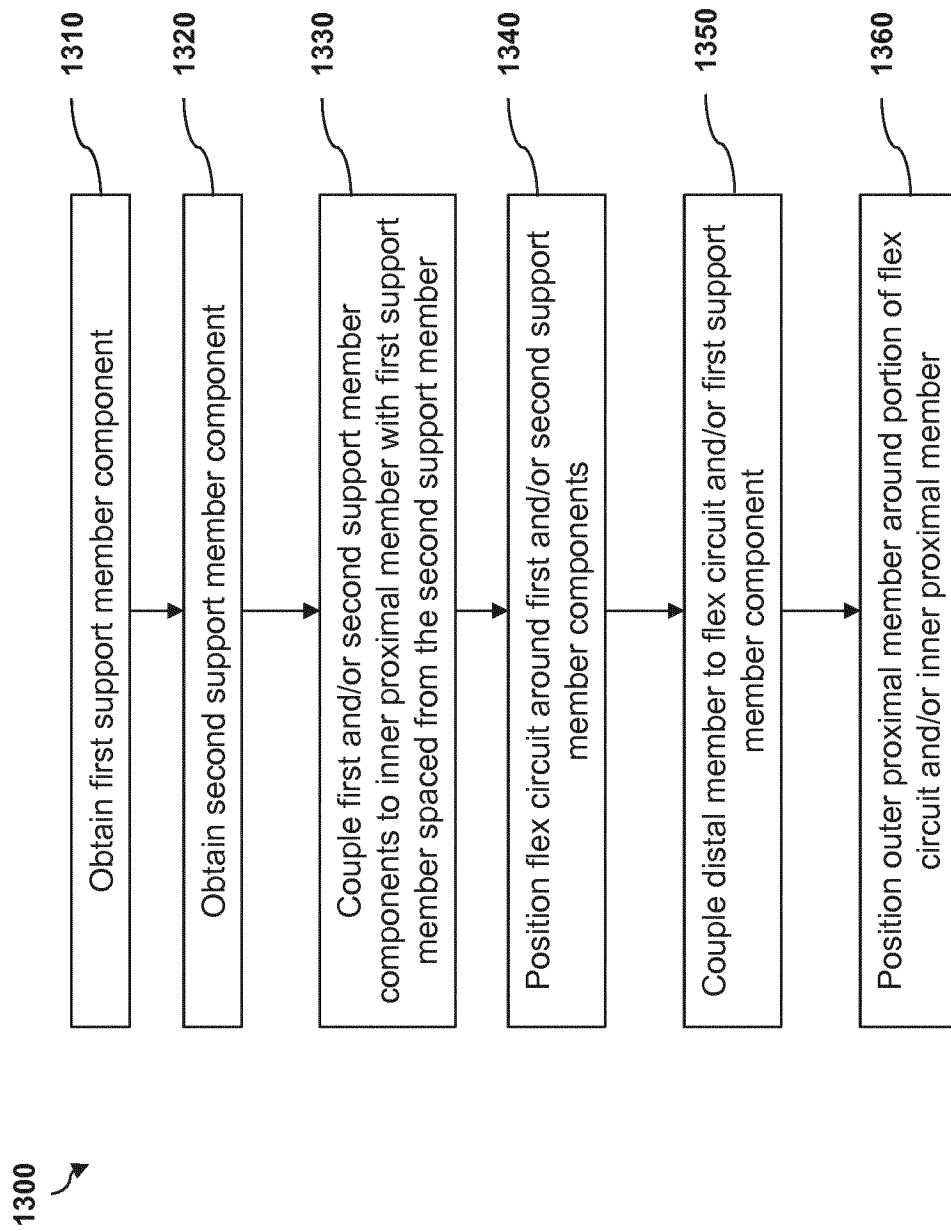 1300
Obtain first support member component
1310
Obtain second support member component
1320
Couple first and/or second support member
components to inner proximal member with first support
member spaced from the second support member
1330
Position flex circuit around first and/or second support
member components
1340
Couple distal member to flex circuit and/or first support
member component
1350
Position outer proximal member around portion of flex
circuit and/or inner proximal member
1360